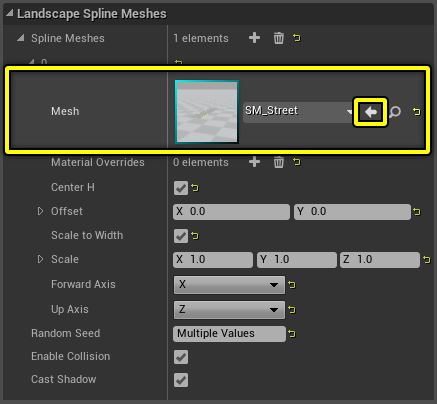 Landscape Spline Meshes
Spline Meshes 1 elements
0
Mesh SM_Street
Material Overrides 0 elements
Center H
Offset X 0.0 Y 0.0
Scale to Width
Scale X 1.0 Y 1.0 Z 1.0
Forward Axis X
Up Axis Z
Random Seed Multiple Values
Enable Collision
Cast Shadow